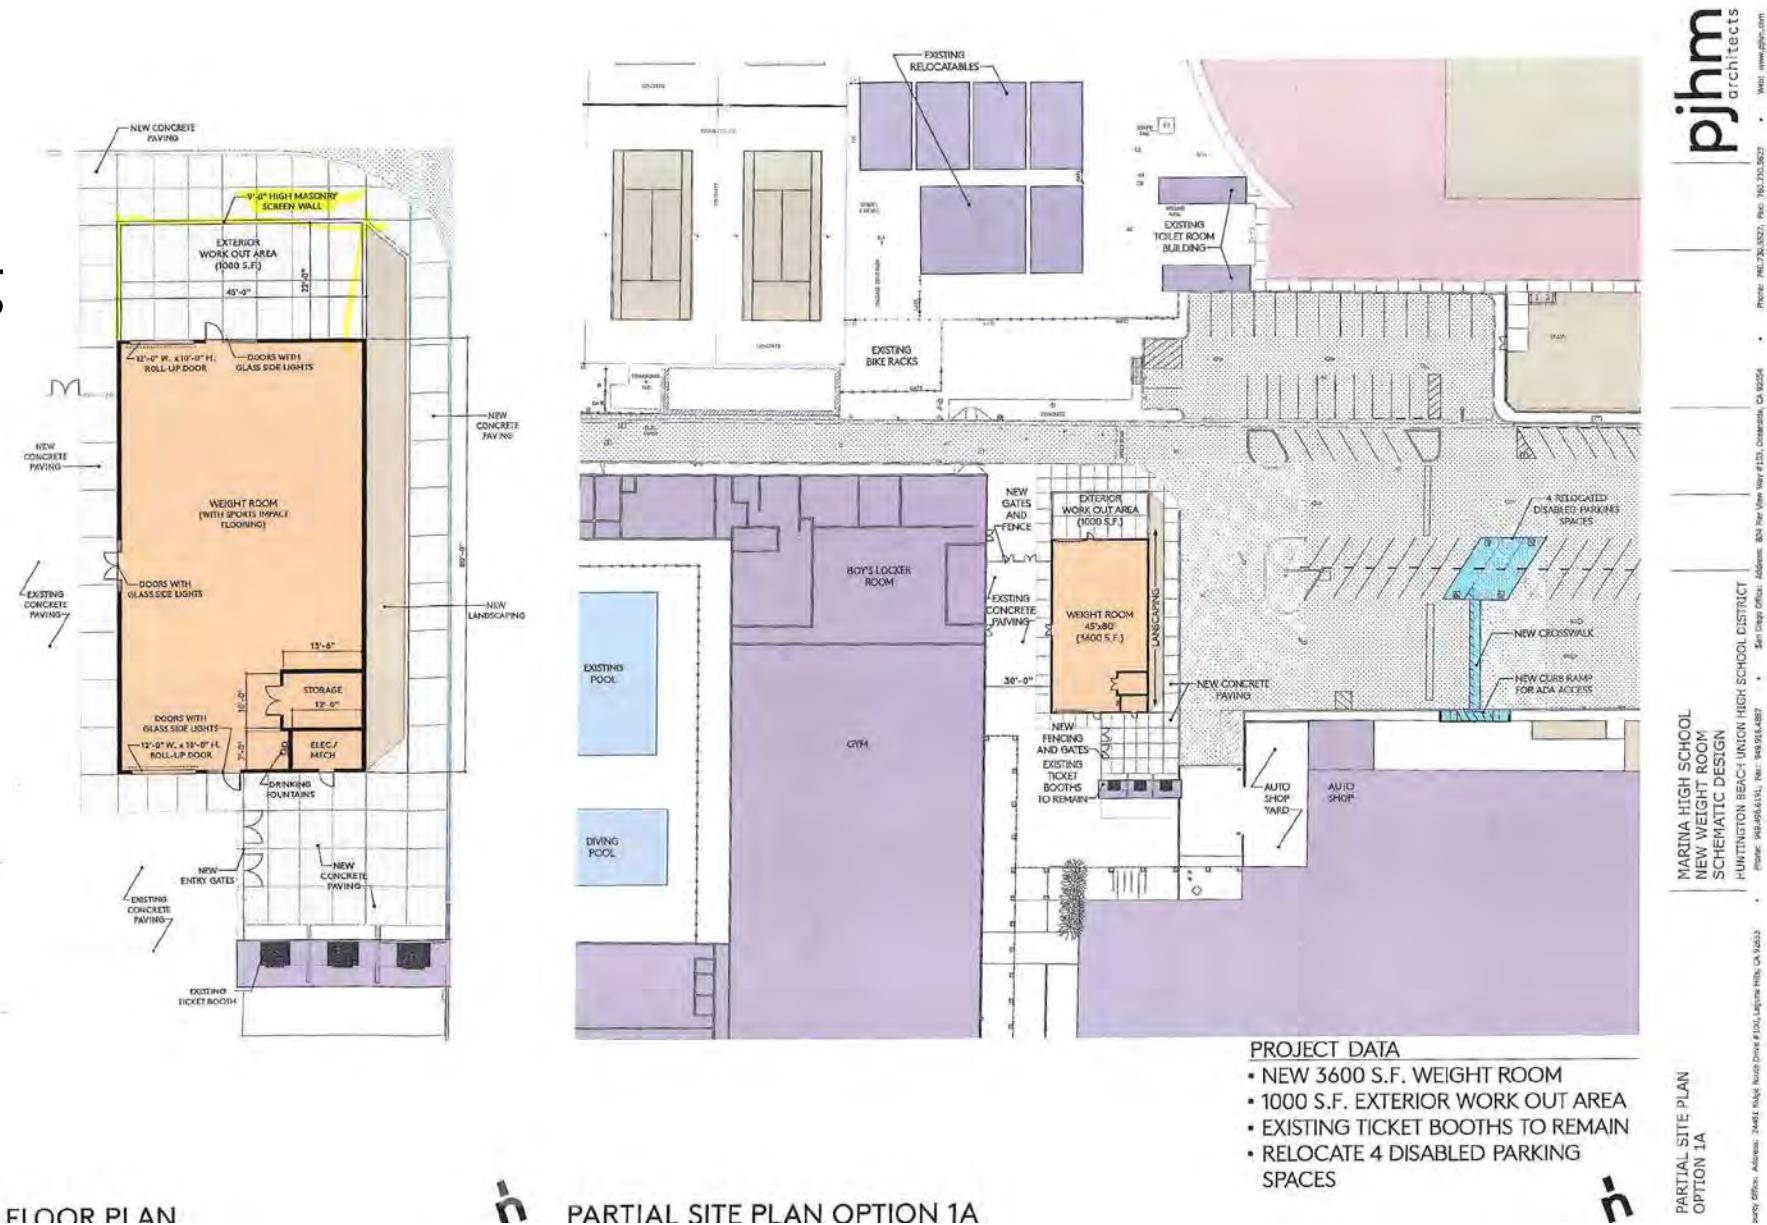 NEW CONCRETE
PAVING
9'-0" HIGH MASONRY
SCREEN WALL
EXTERIOR
WORK OUT AREA
(1000 S.F.)
22'-0"
45'-0"
12'-0" W. x 10'-0" H.
ROLL-UP DOOR
DOORS WITH
GLASS SIDE LIGHTS
NEW
CONCRETE
PAVING
NEW
CONCRETE
PAVING
WEIGHT ROOM
(WITH SPORTS IMPACT
FLOORING)
80'-0"
DOORS WITH
GLASS SIDE LIGHTS
EXISTING
CONCRETE
PAVING
NEW
LANDSCAPING
15'-6"
STORAGE
12'-0"
10'-0"
DOORS WITH
GLASS SIDE LIGHTS
12'-0" W. x 10'-0" H.
ROLL-UP DOOR
7'-0"
ELEC./
MECH
DRINKING
FOUNTAINS
NEW
ENTRY GATES
NEW
CONCRETE
PAVING
EXISTING
CONCRETE
PAVING
EXISTING
TICKET BOOTH
FLOOR PLAN
EXISTING
RELOCATABLES
EXISTING
TOILET ROOM
BUILDING
EXISTING
BIKE RACKS
NEW
GATES
AND
FENCE
EXTERIOR
WORK OUT AREA
(1000 S.F.)
4 RELOCATED
DISABLED PARKING
SPACES
BOY'S LOCKER
ROOM
EXSTING
CONCRETE
PAIVING
WEIGHT ROOM
45'x80'
(3600 S.F.)
LANSCAPING
NEW CROSSWALK
EXISTING
POOL
30'-0"
NEW CONCRETE
PAVING
NEW CURB RAMP
FOR ADA ACCESS
GYM
NEW
FENCING
AND GATES
EXISTING
TICKET
BOOTHS
TO REMAIN
AUTO
SHOP
YARD
AUTO
SHOP
DIVING
POOL
PROJECT DATA
• NEW 3600 S.F. WEIGHT ROOM
• 1000 S.F. EXTERIOR WORK OUT AREA
• EXISTING TICKET BOOTHS TO REMAIN
• RELOCATE 4 DISABLED PARKING
SPACES
PARTIAL SITE PLAN OPTION 1A
pjhm
architects
MARINA HIGH SCHOOL
NEW WEIGHT ROOM
SCHEMATIC DESIGN
HUNTINGTON BEACH UNION HIGH SCHOOL DISTRICT
PARTIAL SITE PLAN
OPTION 1A